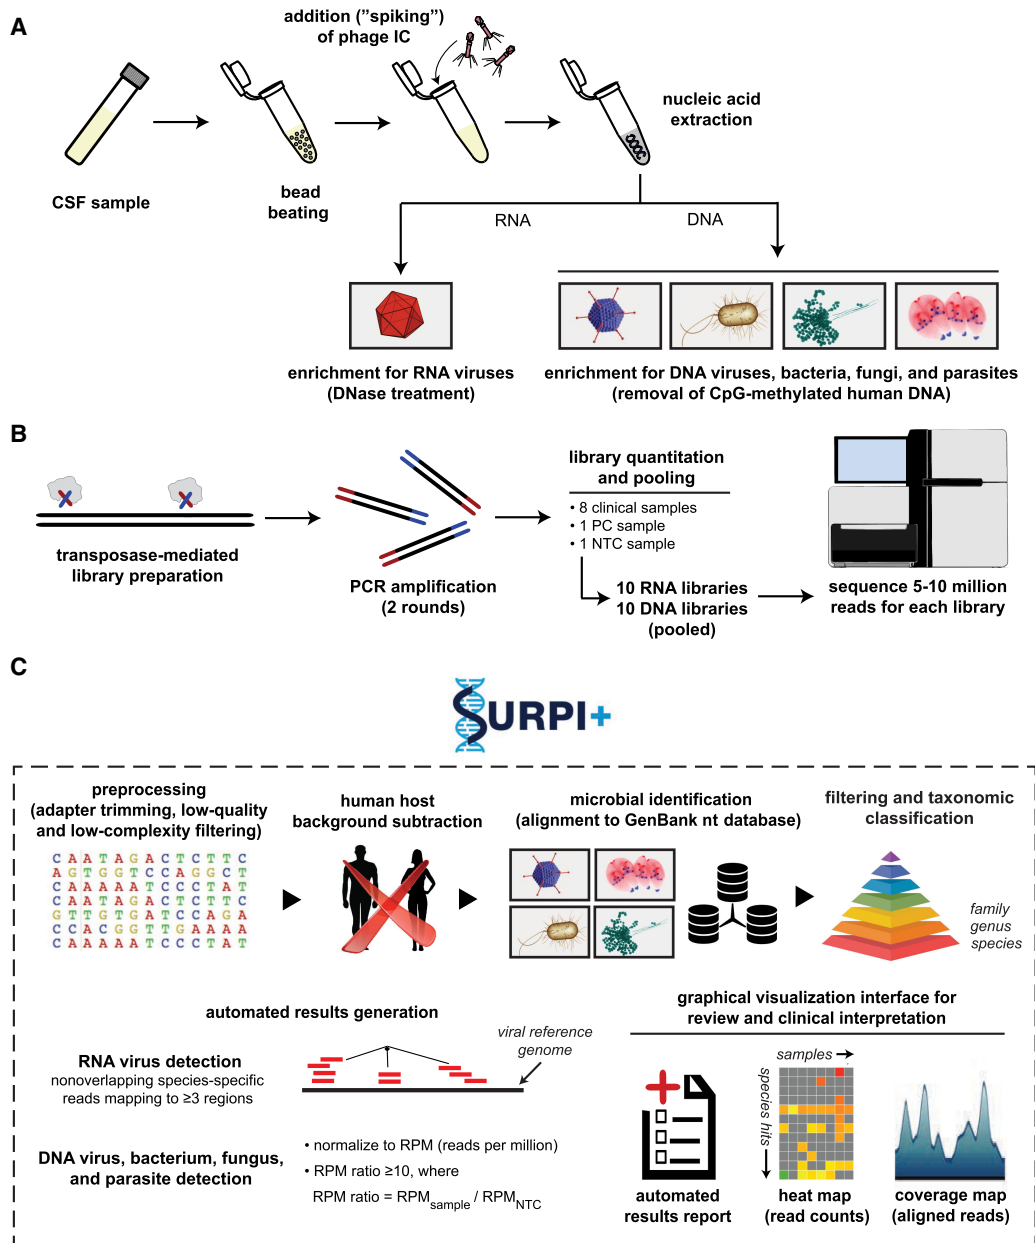 A
addition ("spiking")
of phage IC
nucleic acid
extraction
CSF sample
bead
beating
RNA
DNA
enrichment for RNA viruses
(DNase treatment)
enrichment for DNA viruses, bacteria, fungi, and parasites
(removal of CpG-methylated human DNA)
B
transposase-mediated
library preparation
PCR amplification
(2 rounds)
library quantitation
and pooling
• 8 clinical samples
• 1 PC sample
• 1 NTC sample
10 RNA libraries
10 DNA libraries
(pooled)
sequence 5-10 million
reads for each library
C
SURPI+
preprocessing
(adapter trimming, low-quality
and low-complexity filtering)
C A A T A G A C T C T T C
A G T G G T C C A G G C T
C A A A A A T C C C T A T
C A A A A G A C T C T T C
G T T G T G A T C C A G A
C C A C G G T T G A A A A
C A A A A A T C C C T A T
human host
background subtraction
microbial identification
(alignment to GenBank nt database)
filtering and taxonomic
classification
family
genus
species
automated results generation
RNA virus detection
nonoverlapping species-specific
reads mapping to ≥3 regions
viral reference
genome
DNA virus, bacterium, fungus,
and parasite detection
• normalize to RPM (reads per million)
• RPM ratio ≥10, where
RPM ratio = RPMsample / RPMNTC
graphical visualization interface for
review and clinical interpretation
samples
species hits
automated
results report
heat map
(read counts)
coverage map
(aligned reads)